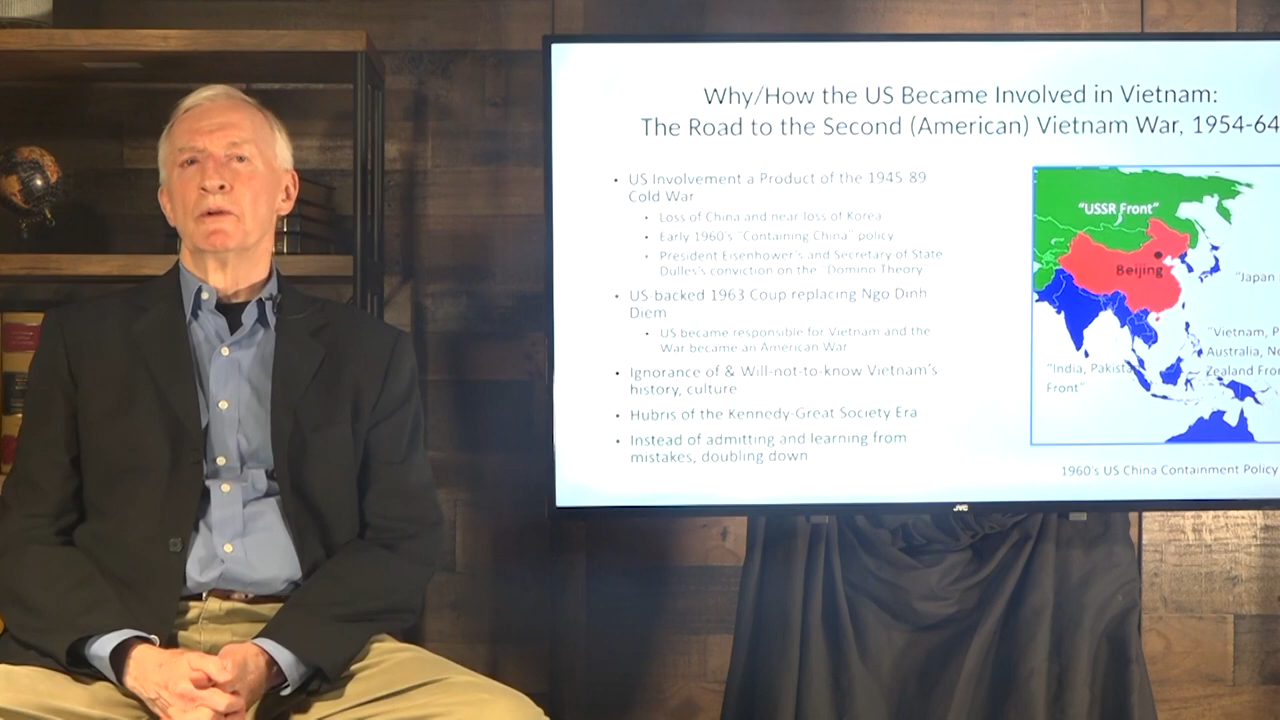 Why/How the US Became Involved in Vietnam:
The Road to the Second (American) Vietnam War, 1954-64
• US Involvement a Product of the 1945-89
Cold War
• Loss of China and near loss of Korea
• Early 1960's "Containing China" policy
• President Eisenhower's and Secretary of State
Dulles's conviction on the "Domino Theory"
• US-backed 1963 Coup replacing Ngo Dinh
Diem
• US became responsible for Vietnam and the
War became an American War
• Ignorance of & Will-not-to-know Vietnam's
history, culture
• Hubris of the Kennedy-Great Society Era
• Instead of admitting and learning from
mistakes, doubling down
"USSR Front"
Beijing
"Japan
"Vietnam, P
Australia, Ne
Zealand Fron
"India, Pakista
Front"
1960's US China Containment Policy
JVC